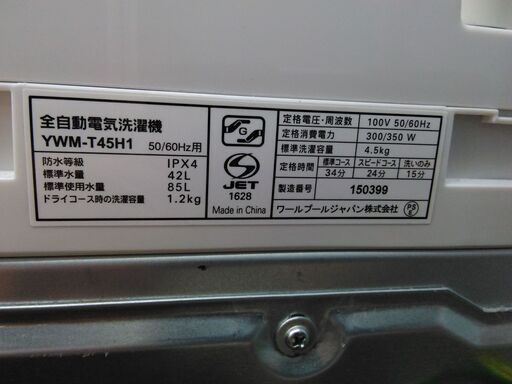 全自動電気洗濯機
YWM-T45H1 50/60Hz用
防水等級 IPX4
標準水量 42L
標準使用水量 85L
ドライコース時の洗濯容量 1.2kg
G
JET
1628
Made in China
定格電圧・周波数 100V 50/60Hz
定格消費電力 300/350 W
標準洗濯容量 4.5kg
定格時間 標準コース スピードコース 洗いのみ
34分 24分 15分
製造番号 150399
ワールプールジャパン株式会社 PS E